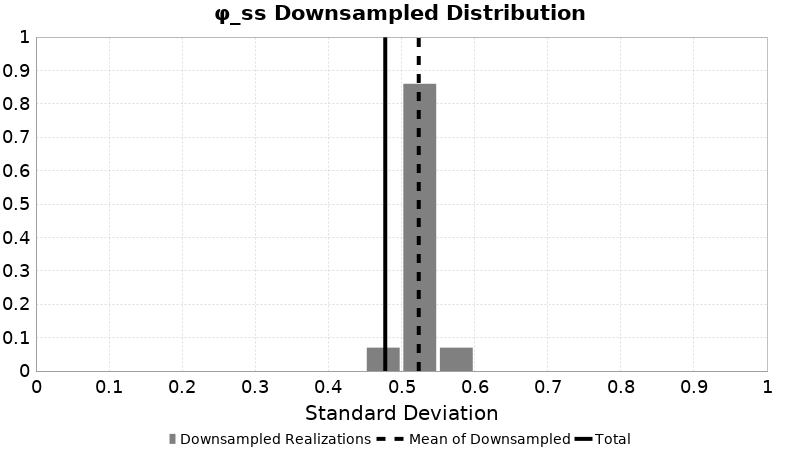 φ_ss Downsampled Distribution
1
0.9
0.8
0.7
0.6
0.5
0.4
0.3
0.2
0.1
0
0 0.1 0.2 0.3 0.4 0.5 0.6 0.7 0.8 0.9 1
Standard Deviation
Downsampled Realizations Mean of Downsampled Total